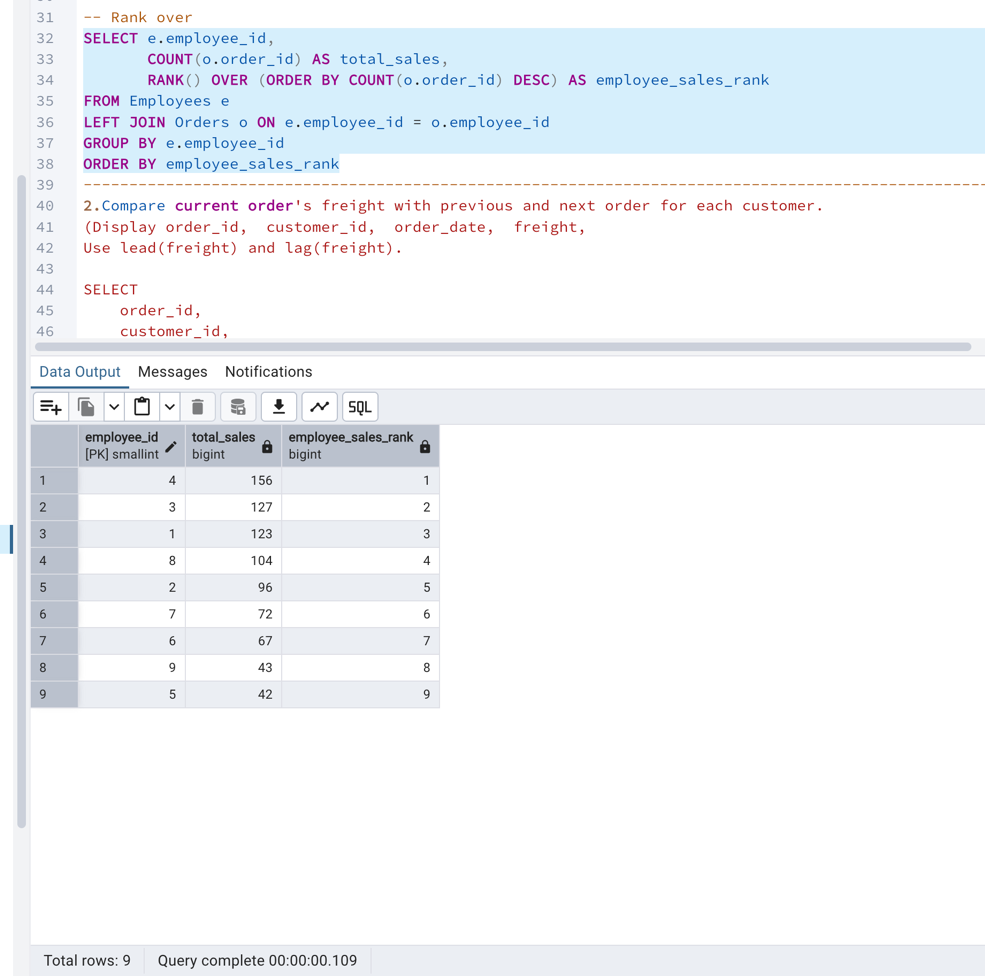 31 -- Rank over
32 SELECT e.employee_id,
33 COUNT(o.order_id) AS total_sales,
34 RANK() OVER (ORDER BY COUNT(o.order_id) DESC) AS employee_sales_rank
35 FROM Employees e
36 LEFT JOIN Orders o ON e.employee_id = o.employee_id
37 GROUP BY e.employee_id
38 ORDER BY employee_sales_rank
39 ----------------------------------------------------------------------------------------------------
40 2.Compare current order's freight with previous and next order for each customer.
41 (Display order_id,  customer_id,  order_date,  freight,
42 Use lead(freight) and lag(freight).
43
44 SELECT
45 order_id,
46 customer_id,
Data Output Messages Notifications
SQL
employee_id total_sales employee_sales_rank
[PK] smallint bigint bigint
1 4 156 1
2 3 127 2
3 1 123 3
4 8 104 4
5 2 96 5
6 7 72 6
7 6 67 7
8 9 43 8
9 5 42 9
Total rows: 9 Query complete 00:00:00.109